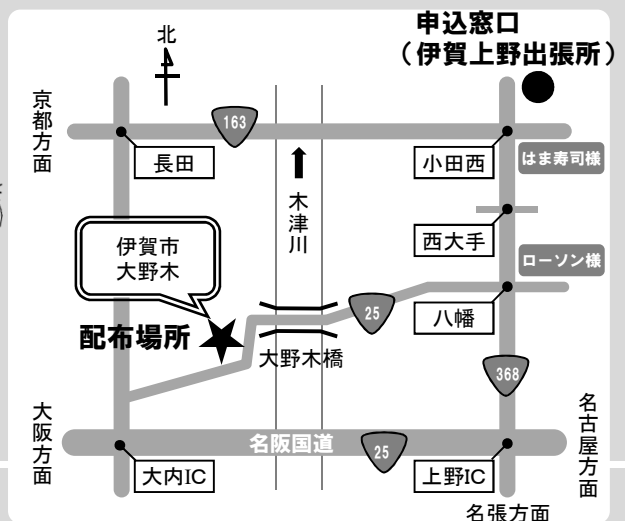 申込窓口
（伊賀上野出張所）
北
京都方面
163
長田
小田西
はま寿司様
木津川
西大手
伊賀市
大野木
ローソン様
25
八幡
配布場所
大野木橋
368
大阪方面
名阪国道
25
名古屋方面
大内IC
上野IC
名張方面